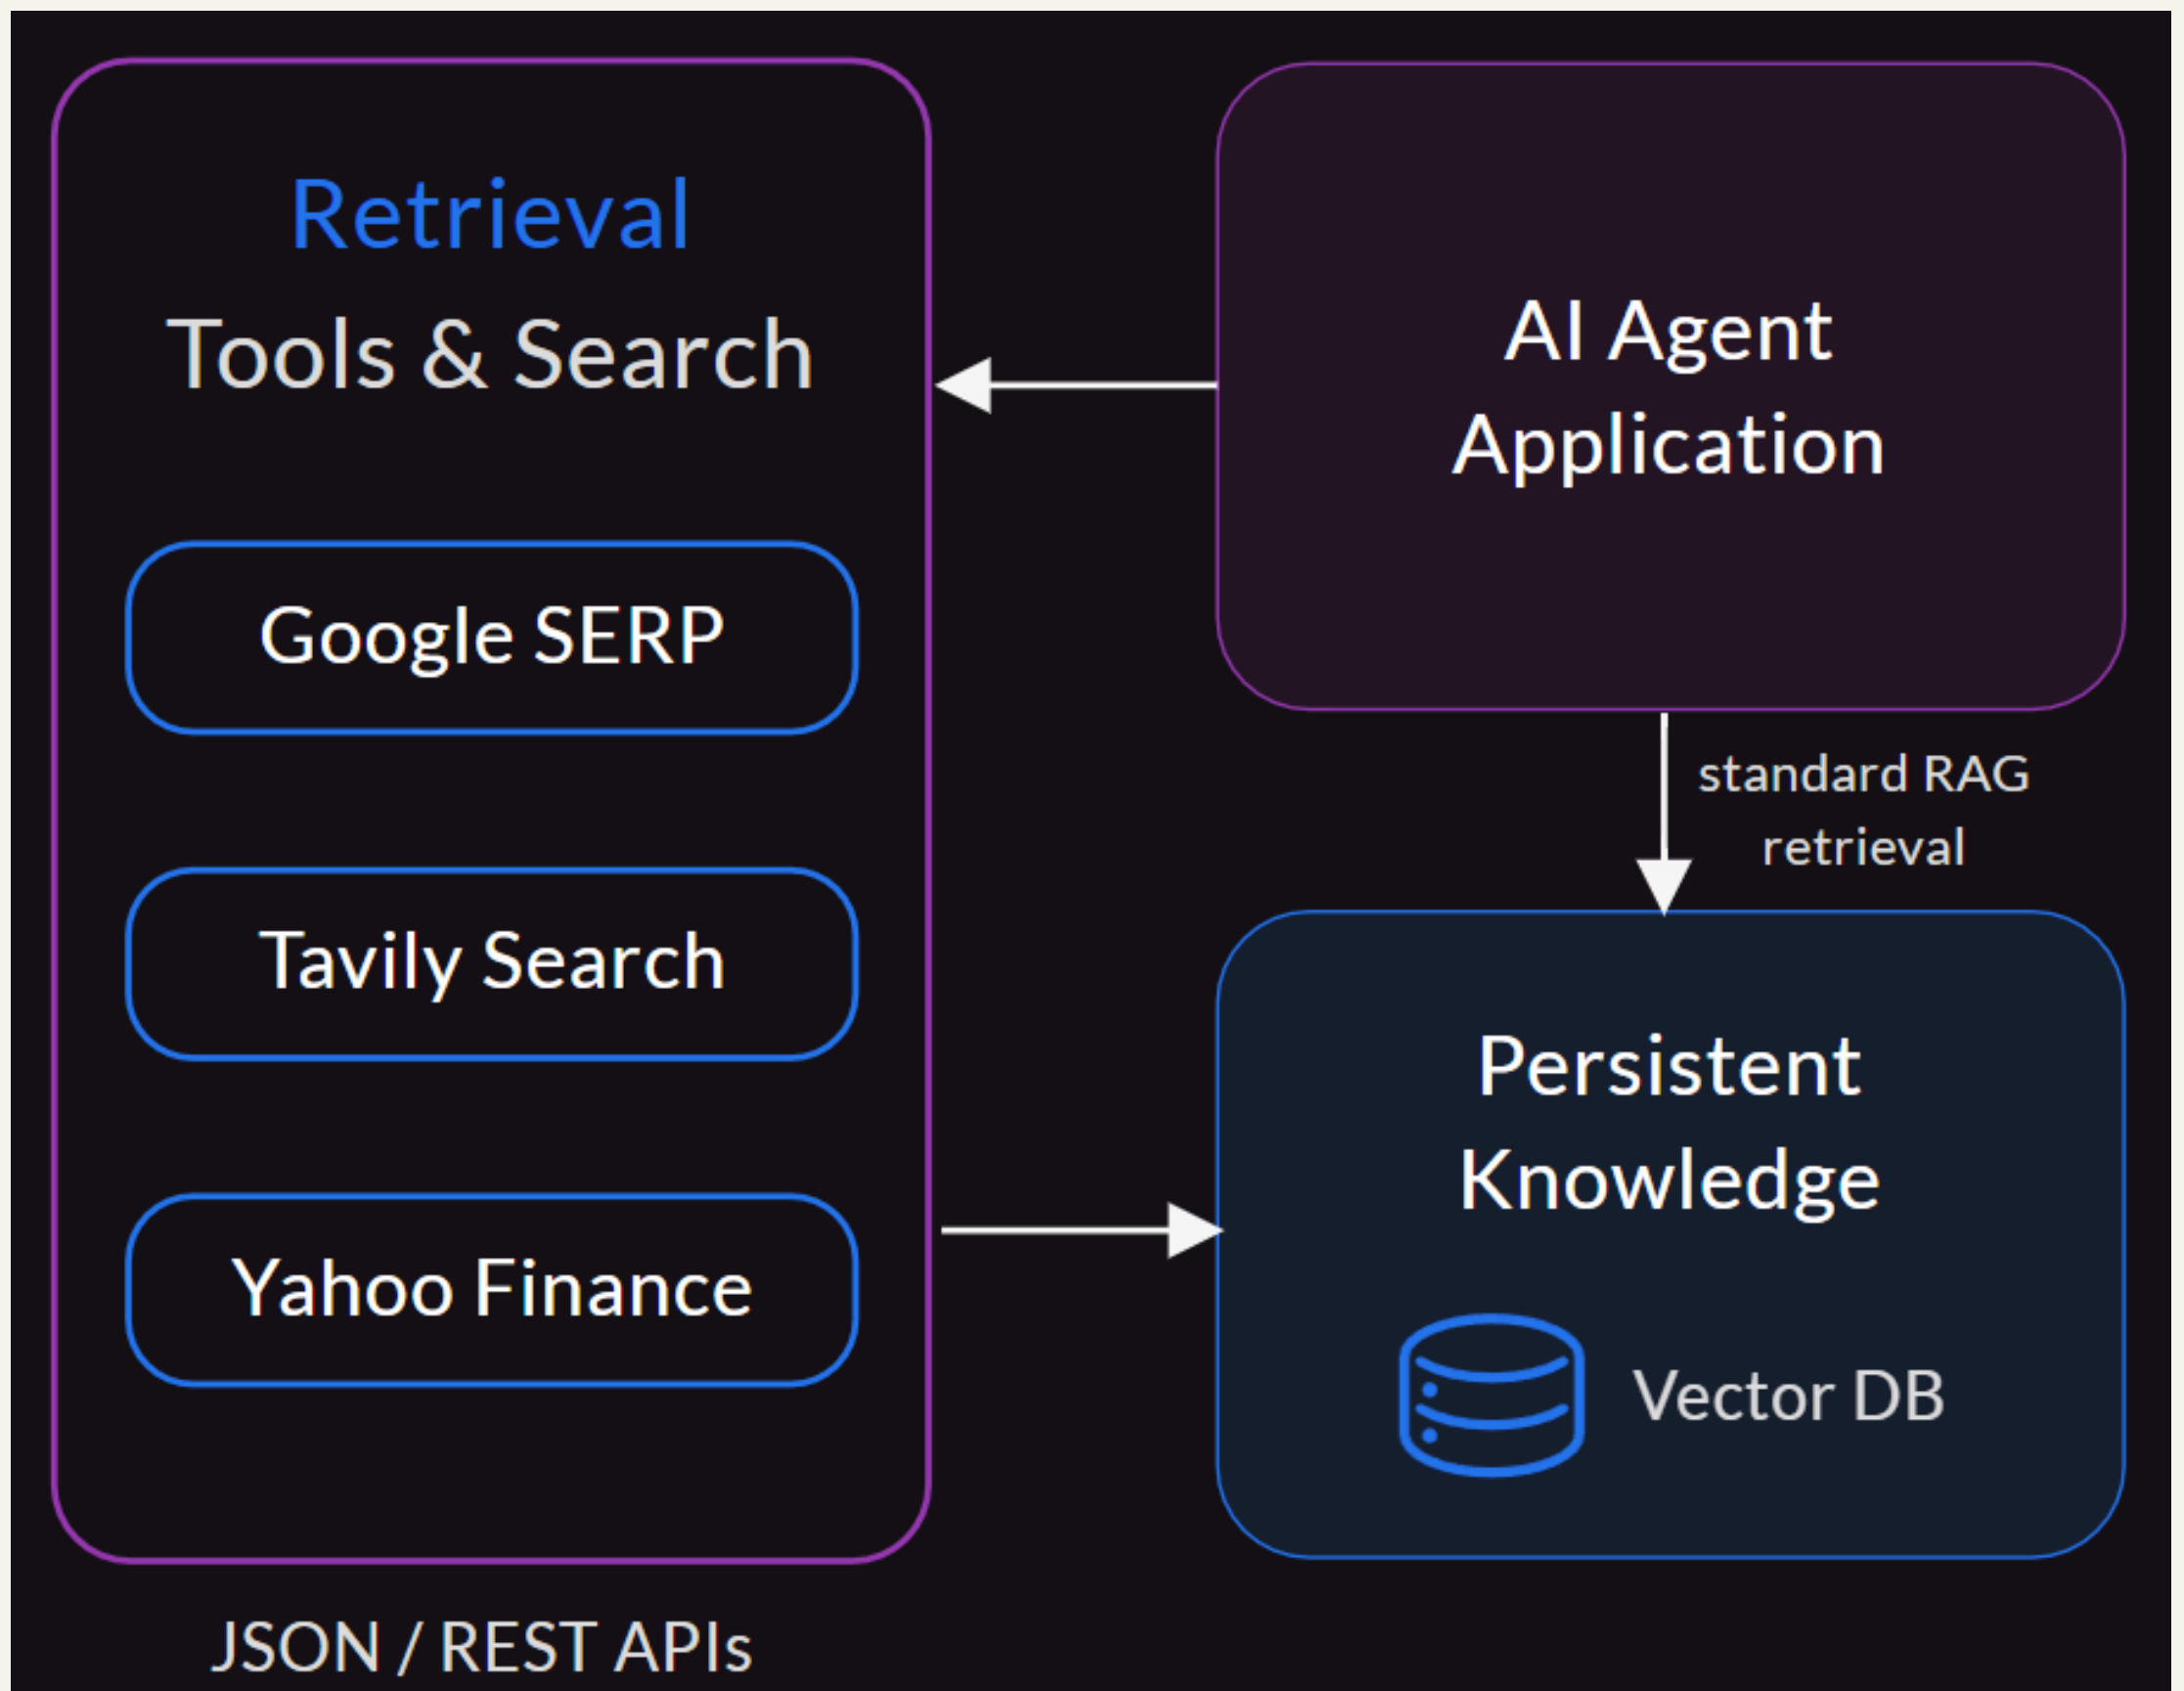 Retrieval
Tools & Search
Google SERP
Tavily Search
Yahoo Finance
JSON / REST APIs
AI Agent
Application
standard RAG
retrieval
Persistent
Knowledge
Vector DB